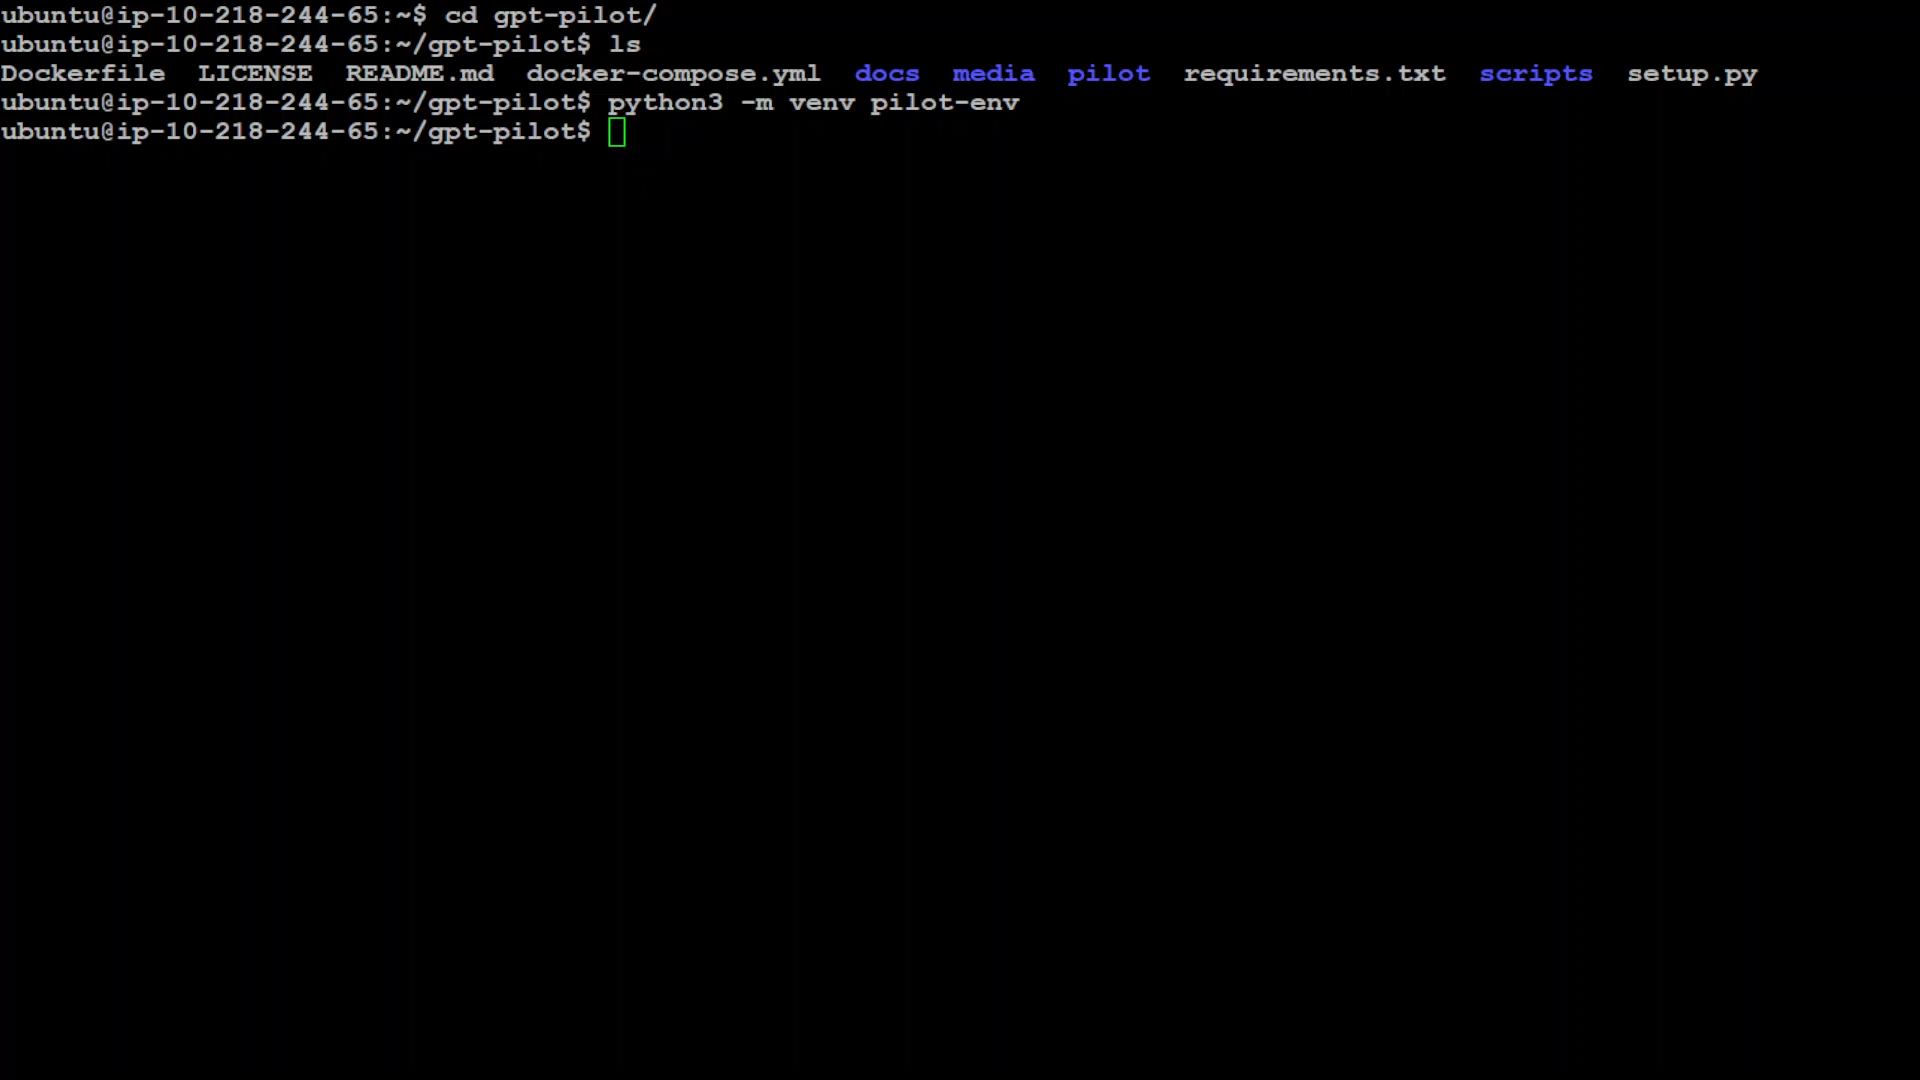 ubuntu@ip-10-218-244-65:~$ cd gpt-pilot/
ubuntu@ip-10-218-244-65:~/gpt-pilot$ ls
Dockerfile  LICENSE  README.md  docker-compose.yml  docs  media  pilot  requirements.txt  scripts  setup.py
ubuntu@ip-10-218-244-65:~/gpt-pilot$ python3 -m venv pilot-env
ubuntu@ip-10-218-244-65:~/gpt-pilot$